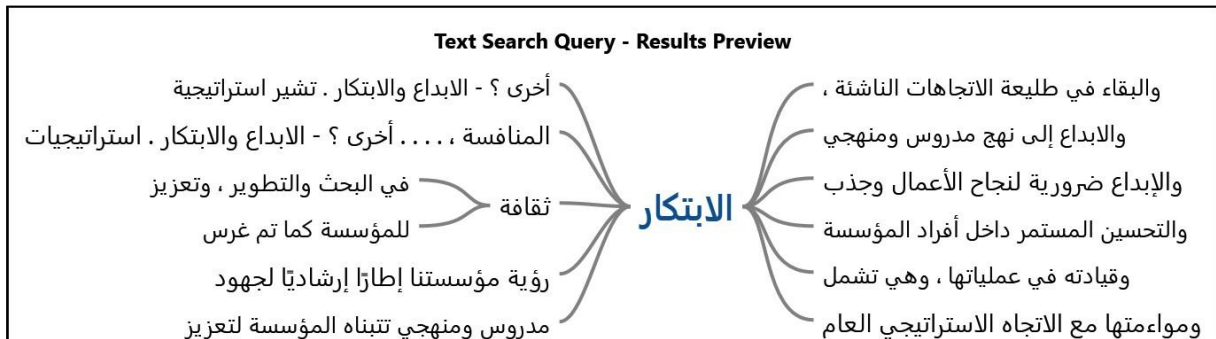 Text Search Query - Results Preview
والبقاء في طليعة الاتجاهات الناشئة ،
والابداع إلى نهج مدروس ومنهجي
والإبداع ضرورية لنجاح الأعمال وجذب
والتحسين المستمر داخل أفراد المؤسسة
وقيادته في عملياتها ، وهي تشمل
ومواءمتها مع الاتجاه الاستراتيجي العام
الابتكار
أخرى ؟ - الابداع والابتكار . تشير استراتيجية
المنافسة ، . . . . أخرى ؟ - الابداع والابتكار . استراتيجيات
ثقافة
في البحث والتطوير ، وتعزيز
للمؤسسة كما تم غرس
رؤية مؤسستنا إطارًا إرشاديًا لجهود
مدروس ومنهجي تتبناه المؤسسة لتعزيز